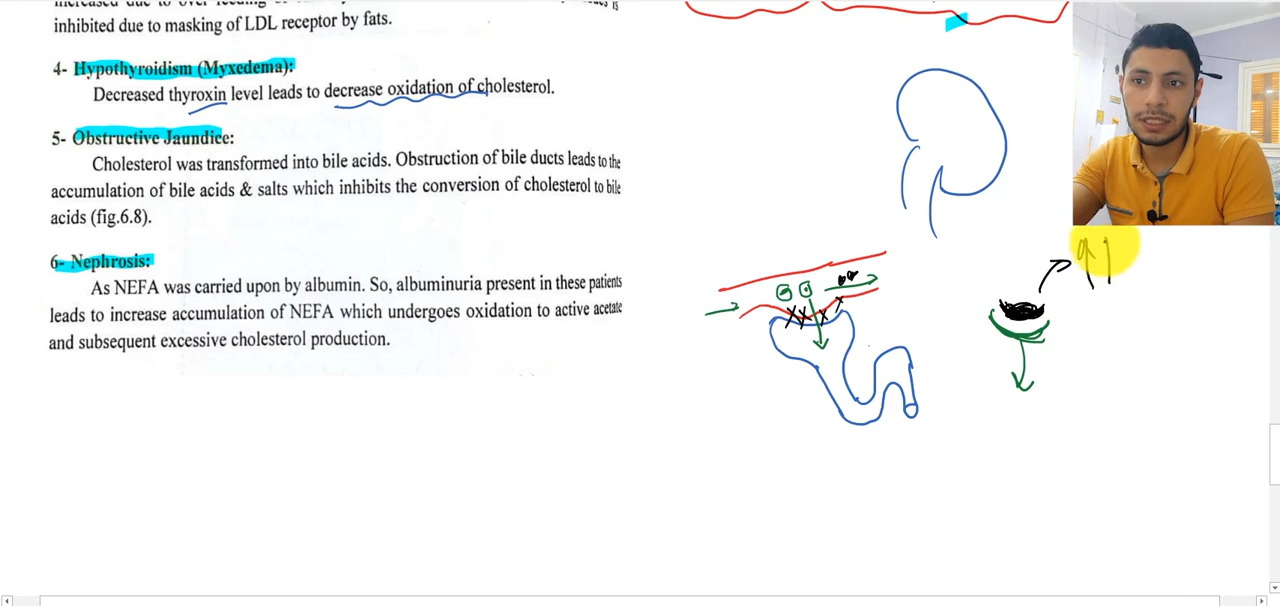 inhibited due to masking of LDL receptor by fats.
4- Hypothyroidism (Myxedema):
Decreased thyroxin level leads to decrease oxidation of cholesterol.
5- Obstructive Jaundice:
Cholesterol was transformed into bile acids. Obstruction of bile ducts leads to the
accumulation of bile acids & salts which inhibits the conversion of cholesterol to bile
acids (fig.6.8).
6- Nephrosis:
As NEFA was carried upon by albumin. So, albuminuria present in these patients
leads to increase accumulation of NEFA which undergoes oxidation to active acetate
and subsequent excessive cholesterol production.